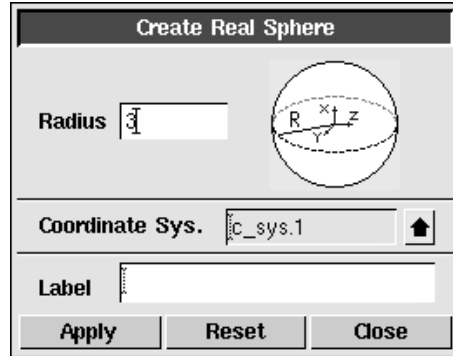 Create Real Sphere
Radius 3
R X Z Y
Coordinate Sys. c_sys.1
Label
Apply Reset Close